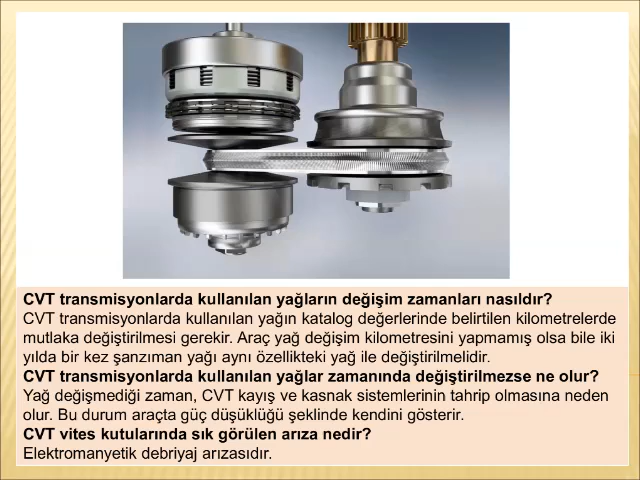 CVT transmisyonlarda kullanılan yağların değişim zamanları nasıldır?
CVT transmisyonlarda kullanılan yağın katalog değerlerinde belirtilen kilometrelerde
mutlaka değiştirilmesi gerekir. Araç yağ değişim kilometresini yapmamış olsa bile iki
yılda bir kez şanzıman yağı aynı özellikteki yağ ile değiştirilmelidir.
CVT transmisyonlarda kullanılan yağlar zamanında değiştirilmezse ne olur?
Yağ değişmediği zaman, CVT kayış ve kasnak sistemlerinin tahrip olmasına neden
olur. Bu durum araçta güç düşüklüğü şeklinde kendini gösterir.
CVT vites kutularında sık görülen arıza nedir?
Elektromanyetik debriyaj arızasıdır.